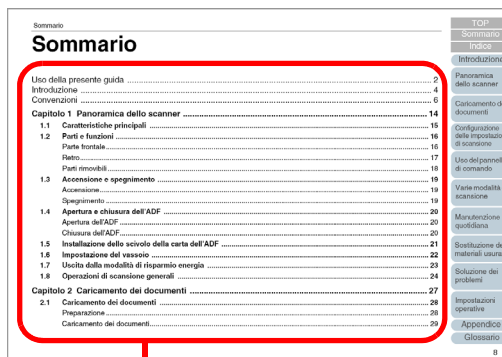 Sommario
Sommario
Uso della presente guida 2
Introduzione 4
Convenzioni 6
Capitolo 1 Panoramica dello scanner 14
1.1 Caratteristiche principali 15
1.2 Parti e funzioni 16
Parte frontale 16
Retro 17
Parti rimovibili 18
1.3 Accensione e spegnimento 19
Accensione 19
Spegnimento 19
1.4 Apertura e chiusura dell'ADF 20
Apertura dell'ADF 20
Chiusura dell'ADF 20
1.5 Installazione dello scivolo della carta dell'ADF 21
1.6 Impostazione del vassoio 22
1.7 Uscita dalla modalità di risparmio energia 23
1.8 Operazioni di scansione generali 24
Capitolo 2 Caricamento dei documenti 27
2.1 Caricamento dei documenti 28
Preparazione 28
Caricamento dei documenti 29
TOP
Sommario
Indice
Introduzione
Panoramica
dello scanner
Caricamento dei
documenti
Configurazione
delle impostazio
di scansione
Uso del pannell
di comando
Varie modalità
scansione
Manutenzione
quotidiana
Sostituzione de
materiali usura
Soluzione dei
problemi
Impostazioni
operative
Appendice
Glossario
8